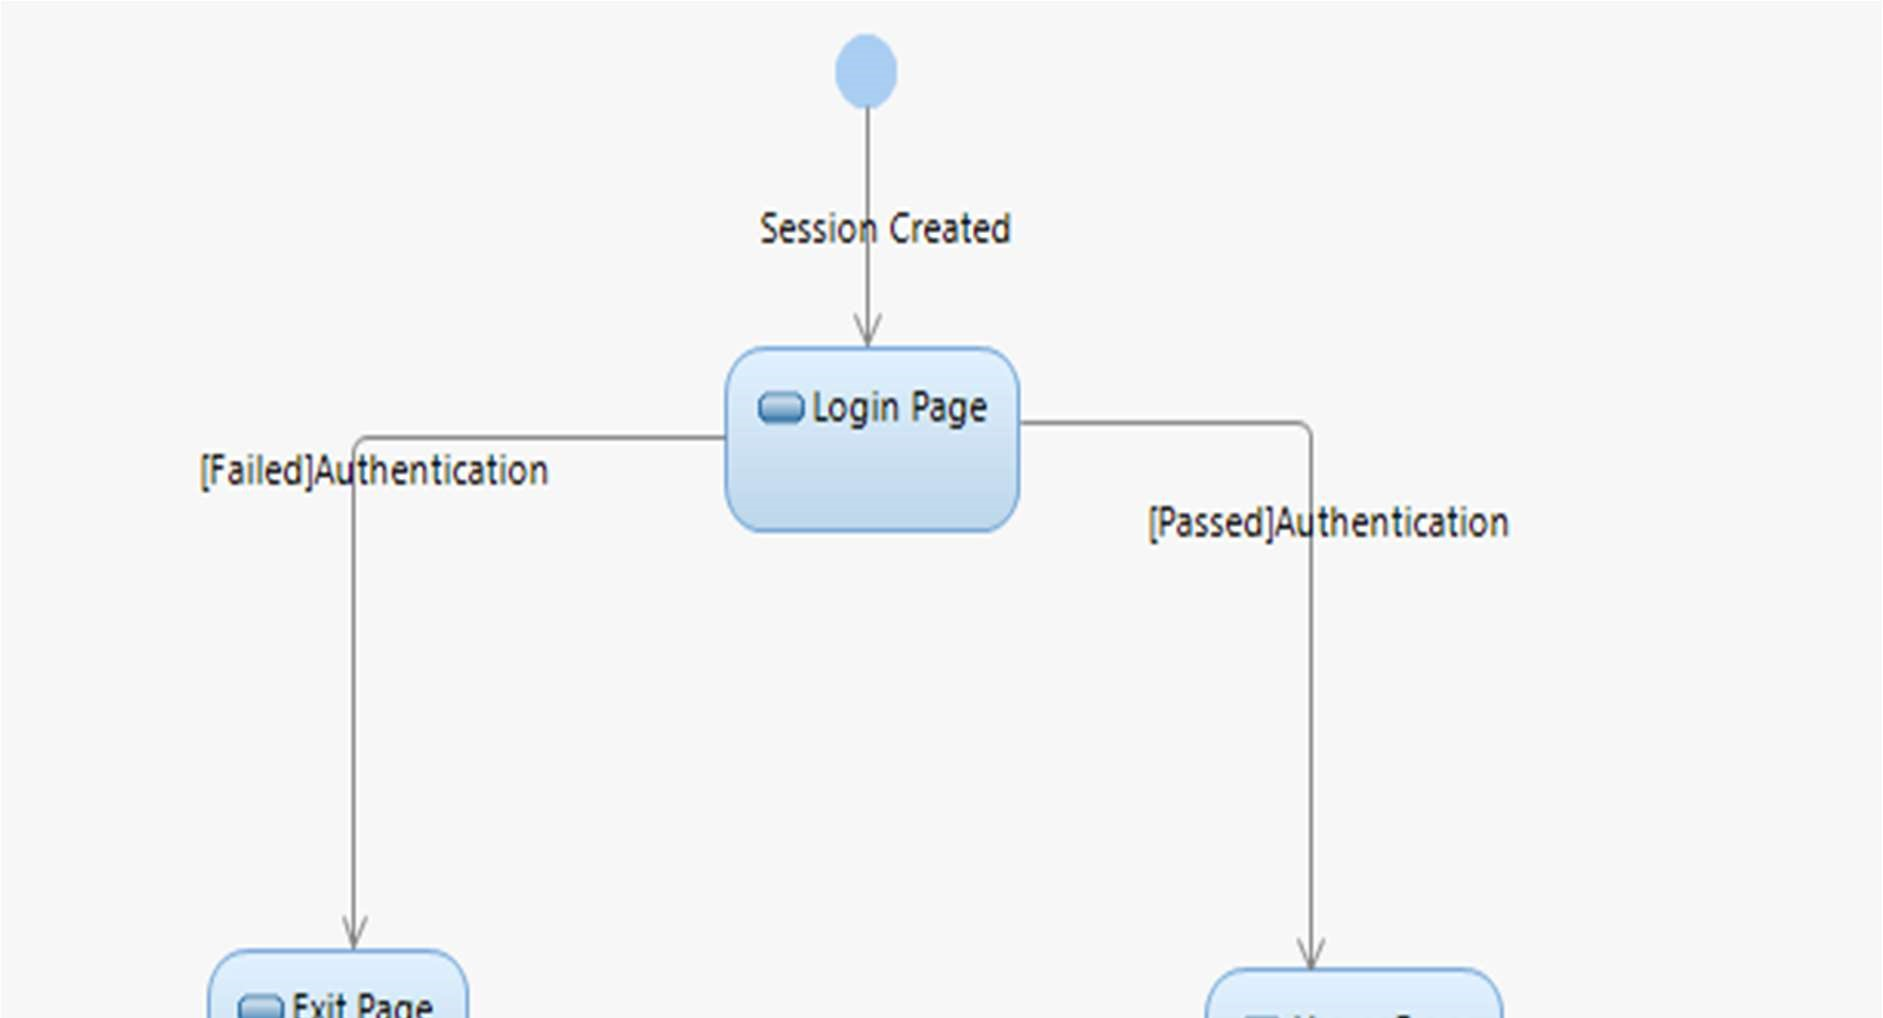 Session Created
Login Page
[Failed]Authentication
[Passed]Authentication
Exit Page